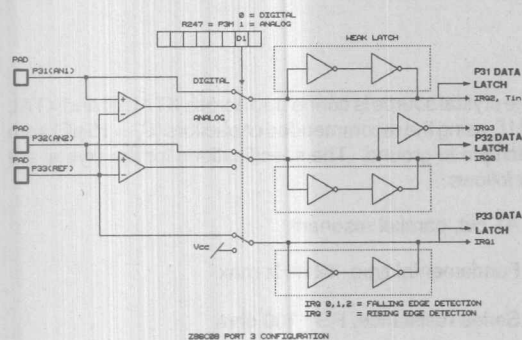 0 = DIGITAL
R247 = P3M 1 = ANALOG
D1
WEAK LATCH
PAD
P31(AN1)
DIGITAL
ANALOG
P31 DATA
LATCH
IRQ2, Tin
IRQ3
PAD
P32(AN2)
P32 DATA
LATCH
IRQ0
PAD
P33(REF)
P33 DATA
LATCH
IRQ1
Vcc
IRQ 0,1,2 = FALLING EDGE DETECTION
IRQ 3 = RISING EDGE DETECTION
Z86C08 PORT 3 CONFIGURATION